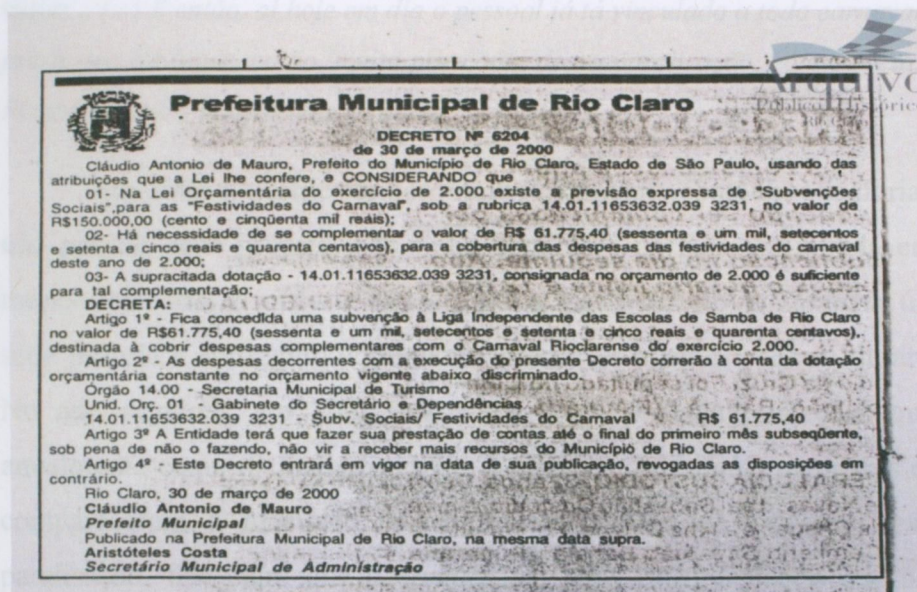 Arquivo
Público e Histórico
Rio Claro
Prefeitura Municipal de Rio Claro
DECRETO Nº 6204
de 30 de março de 2000
Cláudio Antonio de Mauro, Prefeito do Município de Rio Claro, Estado de São Paulo, usando das
atribuições que a Lei lhe confere, e CONSIDERANDO que
01- Na Lei Orçamentária do exercício de 2.000 existe a previsão expressa de "Subvenções
Sociais",para as "Festividades do Carnaval", sob a rubrica 14.01.11653632.039 3231, no valor de
R$150.000,00 (cento e cinqüenta mil reais);
02- Há necessidade de se complementar o valor de R$ 61.775,40 (sessenta e um mil, setecentos
e setenta e cinco reais e quarenta centavos), para a cobertura das despesas das festividades do carnaval
deste ano de 2.000;
03- A supracitada dotação - 14.01.11653632.039 3231, consignada no orçamento de 2.000 é suficiente
para tal complementação;
DECRETA:
Artigo 1º - Fica concedida uma subvenção à Liga Independente das Escolas de Samba de Rio Claro
no valor de R$61.775,40 (sessenta e um mil, setecentos e setenta e cinco reais e quarenta centavos),
destinada à cobrir despesas complementares com o Carnaval Rioclarense do exercício 2.000.
Artigo 2º - As despesas decorrentes com a execução do presente Decreto correrão à conta da dotação
orçamentária constante no orçamento vigente abaixo discriminado.
Órgão 14.00 - Secretaria Municipal de Turismo
Unid. Orç. 01 - Gabinete do Secretário e Dependências
14.01.11653632.039 3231 - Subv. Sociais/ Festividades do Carnaval R$ 61.775,40
Artigo 3º A Entidade terá que fazer sua prestação de contas até o final do primeiro mês subseqüente,
sob pena de não o fazendo, não vir a receber mais recursos do Município de Rio Claro.
Artigo 4º - Este Decreto entrará em vigor na data de sua publicação, revogadas as disposições em
contrário.
Rio Claro, 30 de março de 2000
Cláudio Antonio de Mauro
Prefeito Municipal
Publicado na Prefeitura Municipal de Rio Claro, na mesma data supra.
Aristóteles Costa
Secretário Municipal de Administração